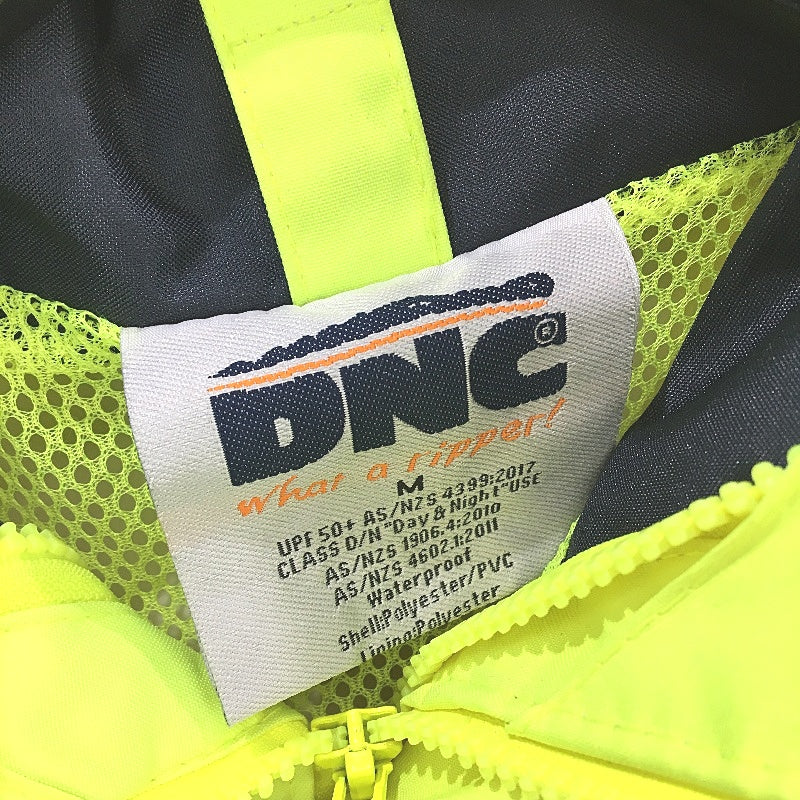 DNC®
What a ripper!
M
UPF 50+ AS/NZS 4399:2017
CLASS D/N "Day & Night"USE
AS/NZS 1906.4:2010
AS/NZS 4602.1:2011
Waterproof
Shell:Polyester/PVC
Lining:Polyester